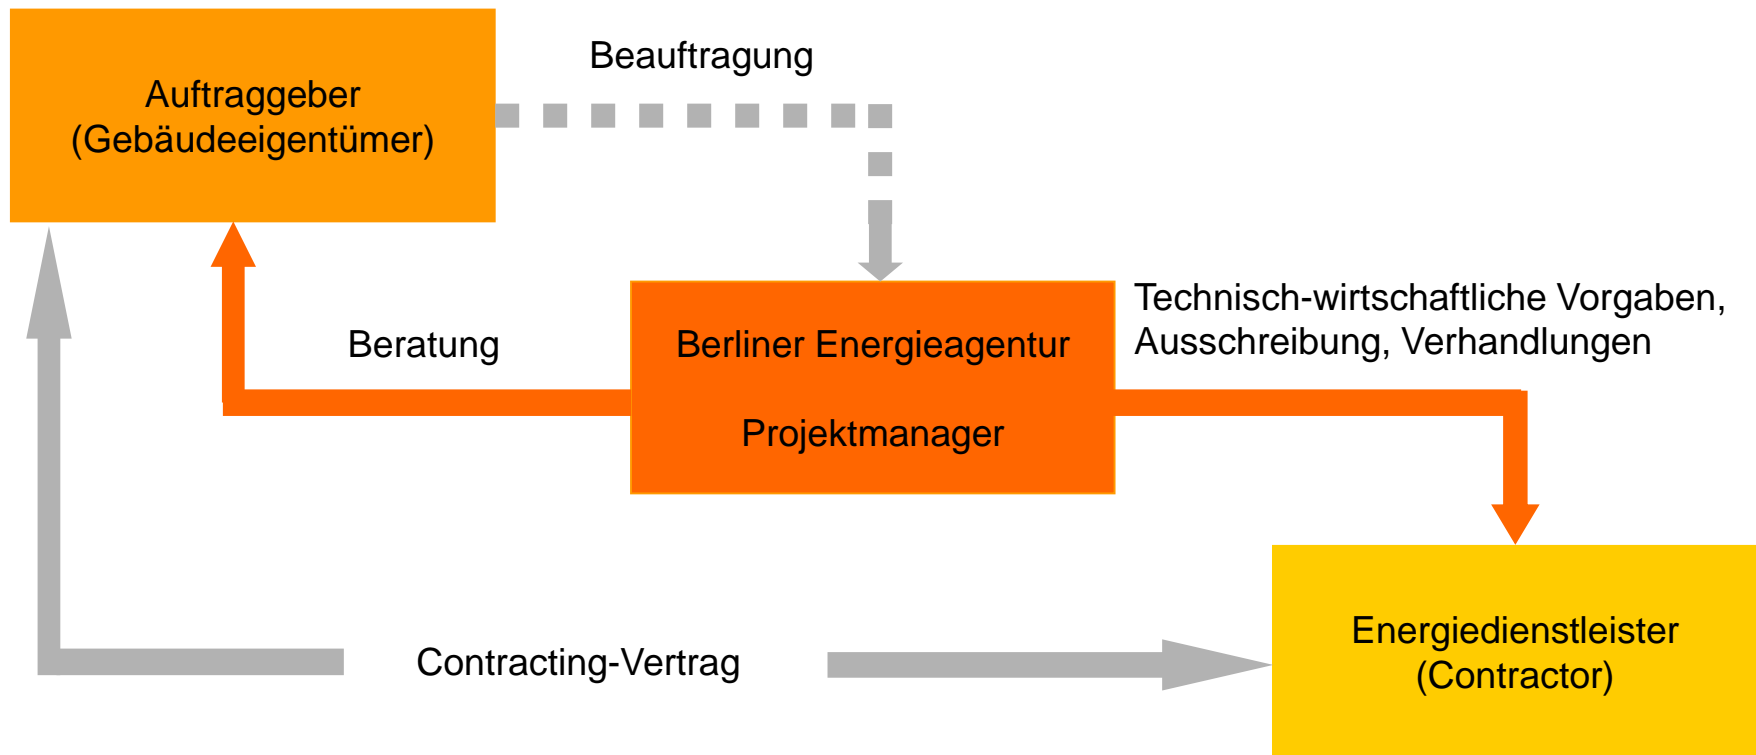 Beauftragung
Auftraggeber
(Gebäudeeigentümer)
Technisch-wirtschaftliche Vorgaben,
Ausschreibung, Verhandlungen
Beratung
Berliner Energieagentur
Projektmanager
Energiedienstleister
(Contractor)
Contracting-Vertrag